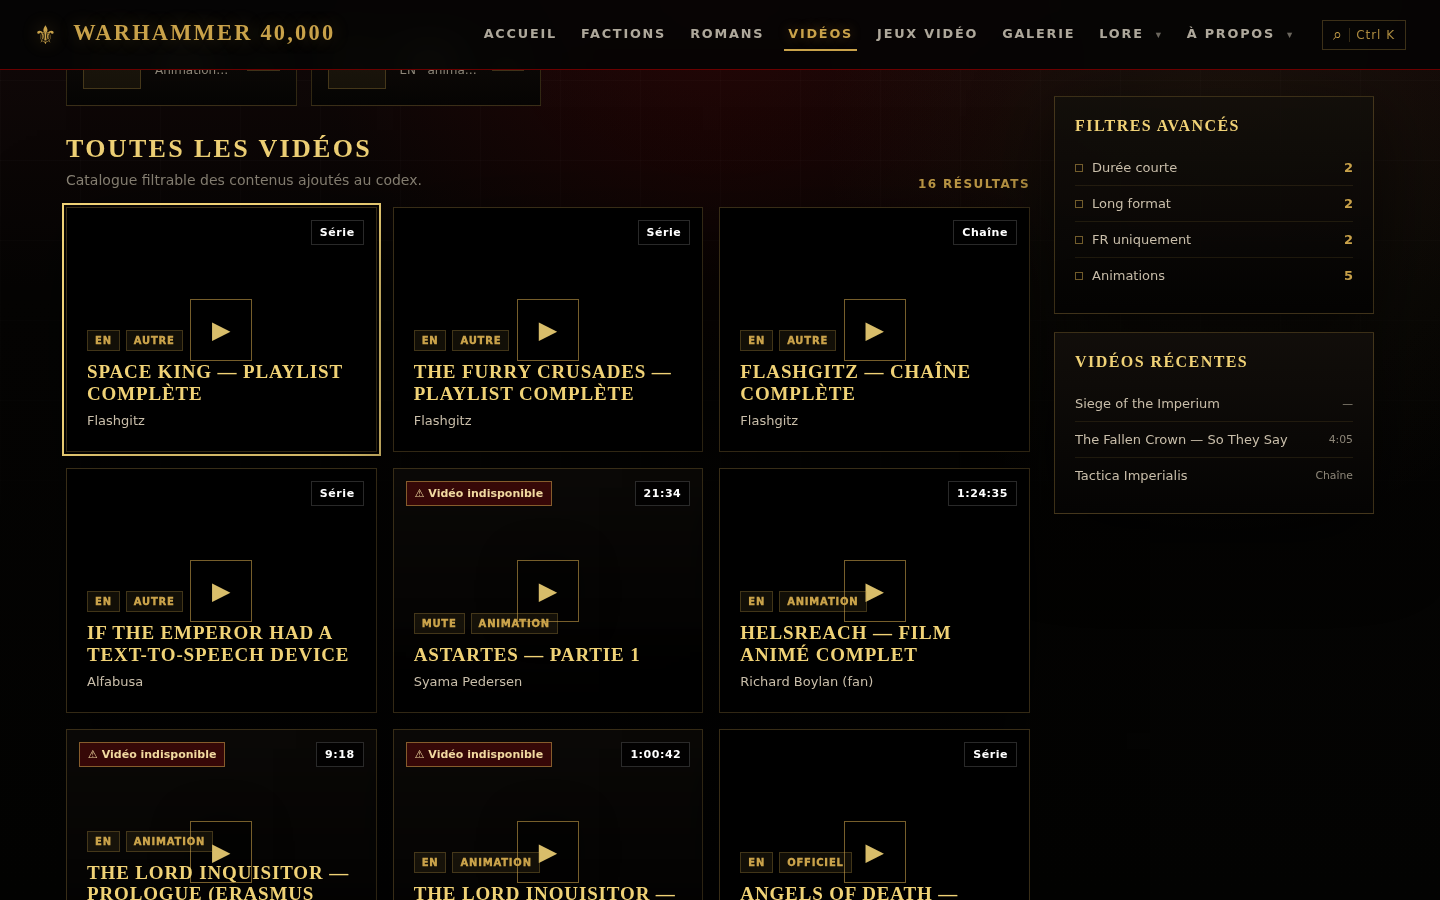 WARHAMMER 40,000
ACCUEIL FACTIONS ROMANS VIDÉOS JEUX VIDÉO GALERIE LORE ▾ À PROPOS ▾ Ctrl K
Animation...
EN anima...
TOUTES LES VIDÉOS
Catalogue filtrable des contenus ajoutés au codex.
16 RÉSULTATS
Série
EN AUTRE
SPACE KING — PLAYLIST
COMPLÈTE
Flashgitz
Série
EN AUTRE
THE FURRY CRUSADES —
PLAYLIST COMPLÈTE
Flashgitz
Chaîne
EN AUTRE
FLASHGITZ — CHAÎNE
COMPLÈTE
Flashgitz
Série
EN AUTRE
IF THE EMPEROR HAD A
TEXT-TO-SPEECH DEVICE
Alfabusa
⚠ Vidéo indisponible
21:34
MUTE ANIMATION
ASTARTES — PARTIE 1
Syama Pedersen
1:24:35
EN ANIMATION
HELSREACH — FILM
ANIMÉ COMPLET
Richard Boylan (fan)
⚠ Vidéo indisponible
9:18
EN ANIMATION
THE LORD INQUISITOR —
PROLOGUE (ERASMUS
⚠ Vidéo indisponible
1:00:42
EN ANIMATION
THE LORD INQUISITOR —
Série
EN OFFICIEL
ANGELS OF DEATH —
FILTRES AVANCÉS
Durée courte 2
Long format 2
FR uniquement 2
Animations 5
VIDÉOS RÉCENTES
Siege of the Imperium —
The Fallen Crown — So They Say 4:05
Tactica Imperialis Chaîne